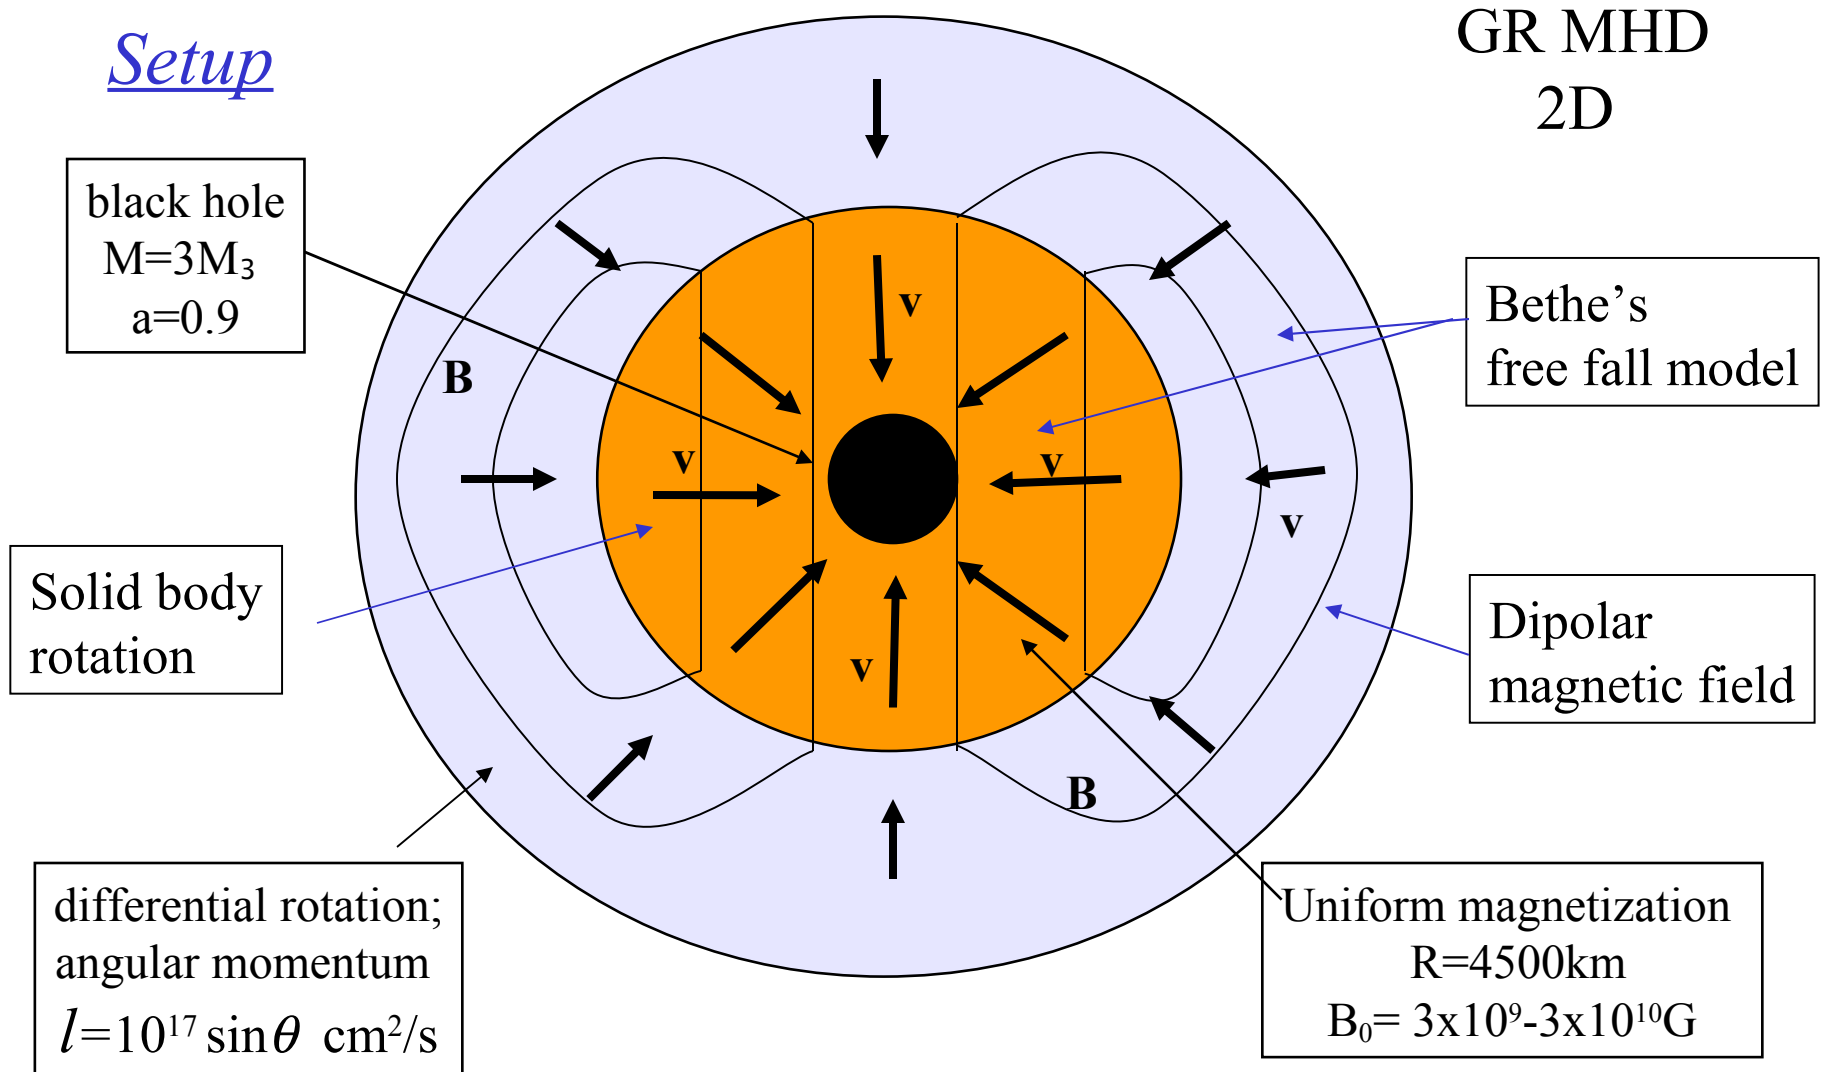 Setup
GR MHD
2D
black hole
M=3M₃
a=0.9
Bethe’s
free fall model
v
B
v
v
v
v
Solid body
rotation
Dipolar
magnetic field
B
differential rotation;
angular momentum
l=10¹⁷ sinθ cm²/s
Uniform magnetization
R=4500km
B₀= 3x10⁹-3x10¹⁰G